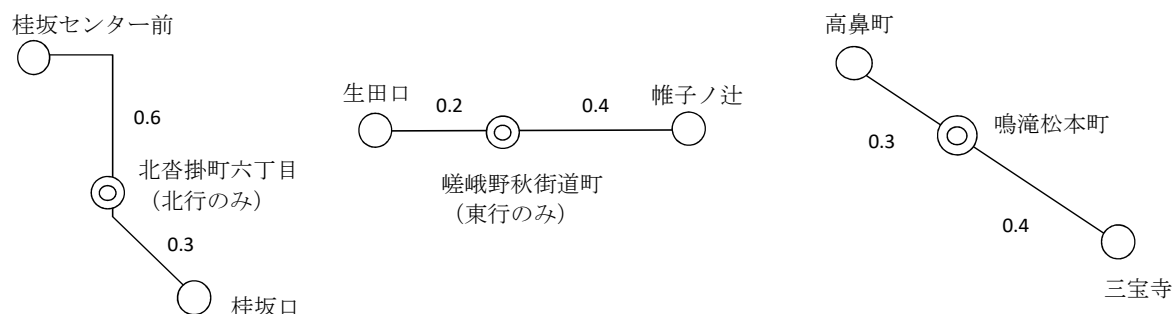 桂坂センター前
0.6
北沓掛町六丁目
（北行のみ）
0.3
桂坂口
生田口
0.2
0.4
帷子ノ辻
嵯峨野秋街道町
（東行のみ）
高鼻町
0.3
鳴滝松本町
0.4
三宝寺